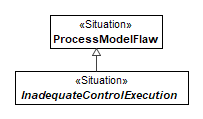 «Situation»
ProcessModelFlaw
«Situation»
InadequateControlExecution